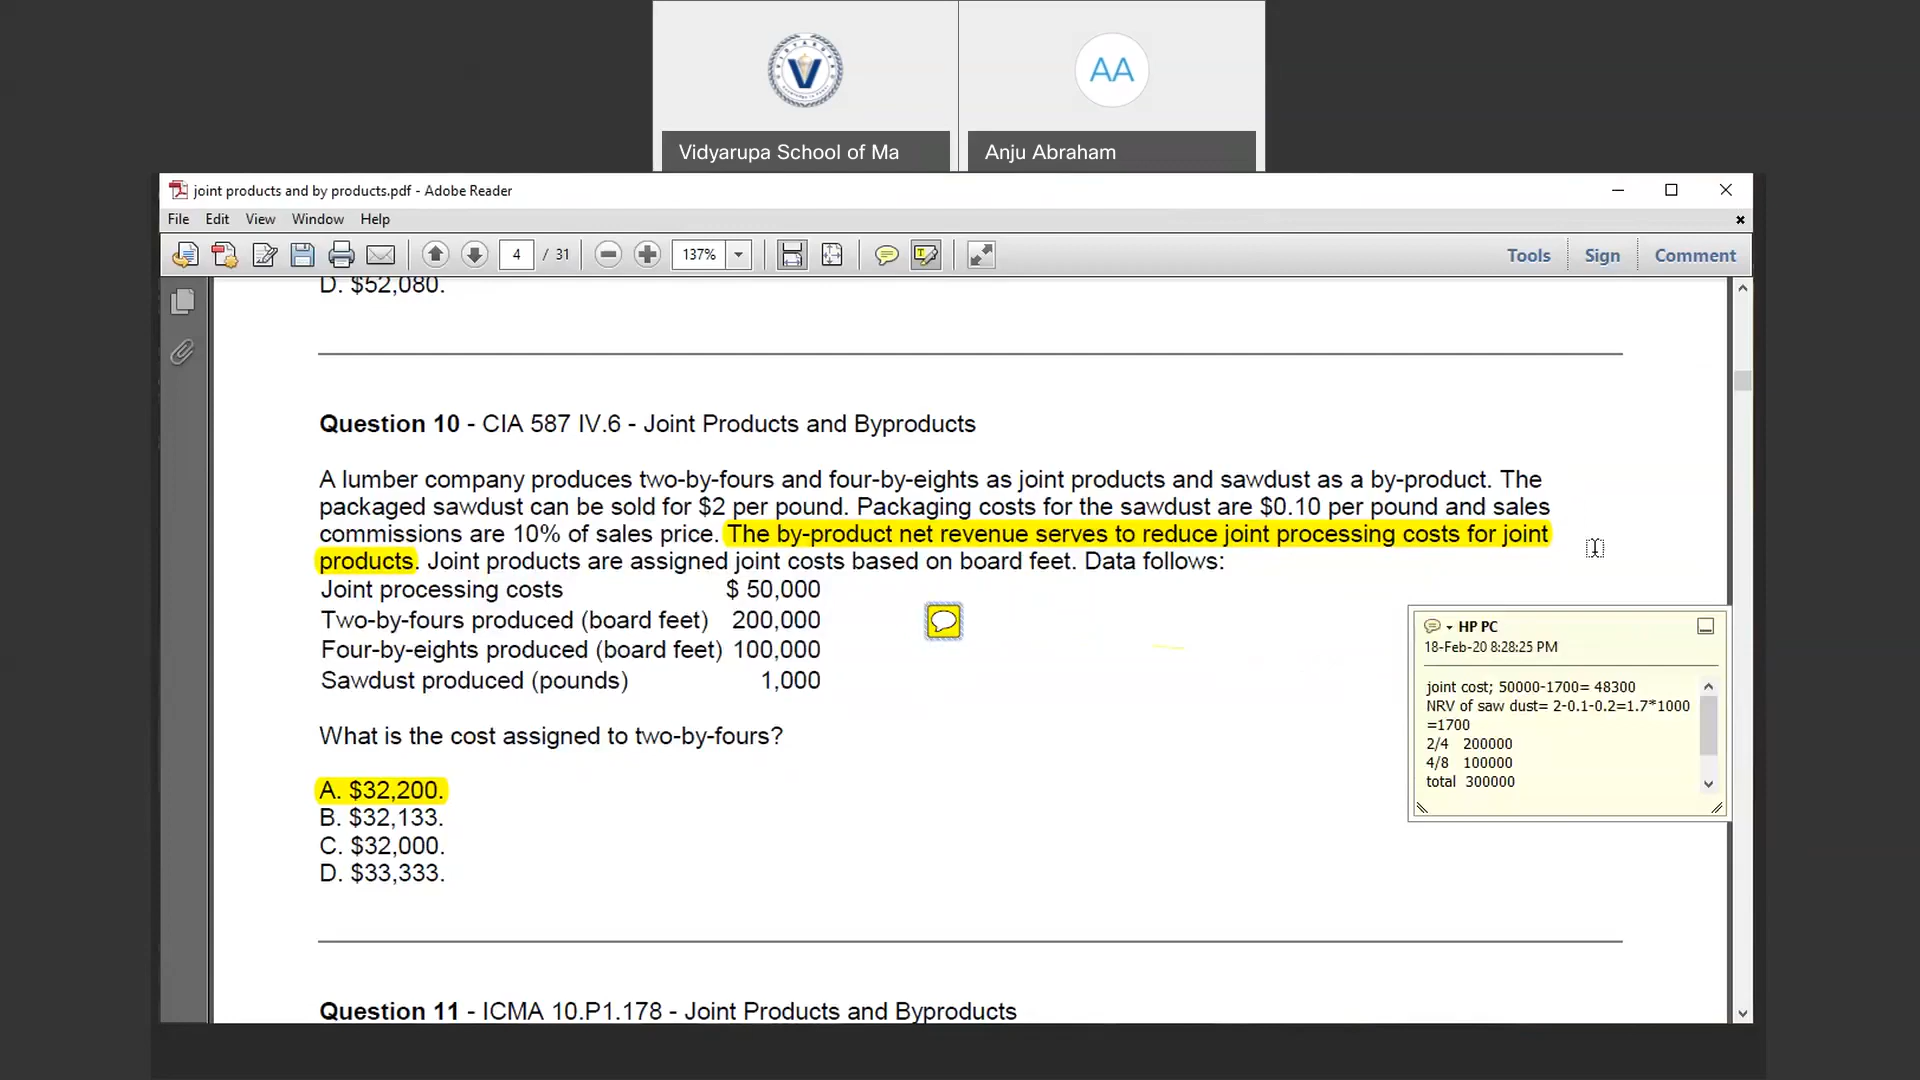 V
AA
Vidyarupa School of Ma
Anju Abraham
joint products and by products.pdf - Adobe Reader
File Edit View Window Help
4 / 31 137% Tools Sign Comment
D. $52,080.
Question 10 - CIA 587 IV.6 - Joint Products and Byproducts
A lumber company produces two-by-fours and four-by-eights as joint products and sawdust as a by-product. The
packaged sawdust can be sold for $2 per pound. Packaging costs for the sawdust are $0.10 per pound and sales
commissions are 10% of sales price. The by-product net revenue serves to reduce joint processing costs for joint
products. Joint products are assigned joint costs based on board feet. Data follows:
Joint processing costs $ 50,000
Two-by-fours produced (board feet) 200,000
Four-by-eights produced (board feet) 100,000
Sawdust produced (pounds) 1,000
What is the cost assigned to two-by-fours?
A. $32,200.
B. $32,133.
C. $32,000.
D. $33,333.
HP PC
18-Feb-20 8:28:25 PM
joint cost; 50000-1700= 48300
NRV of saw dust= 2-0.1-0.2=1.7*1000
=1700
2/4 200000
4/8 100000
total 300000
Question 11 - ICMA 10.P1.178 - Joint Products and Byproducts